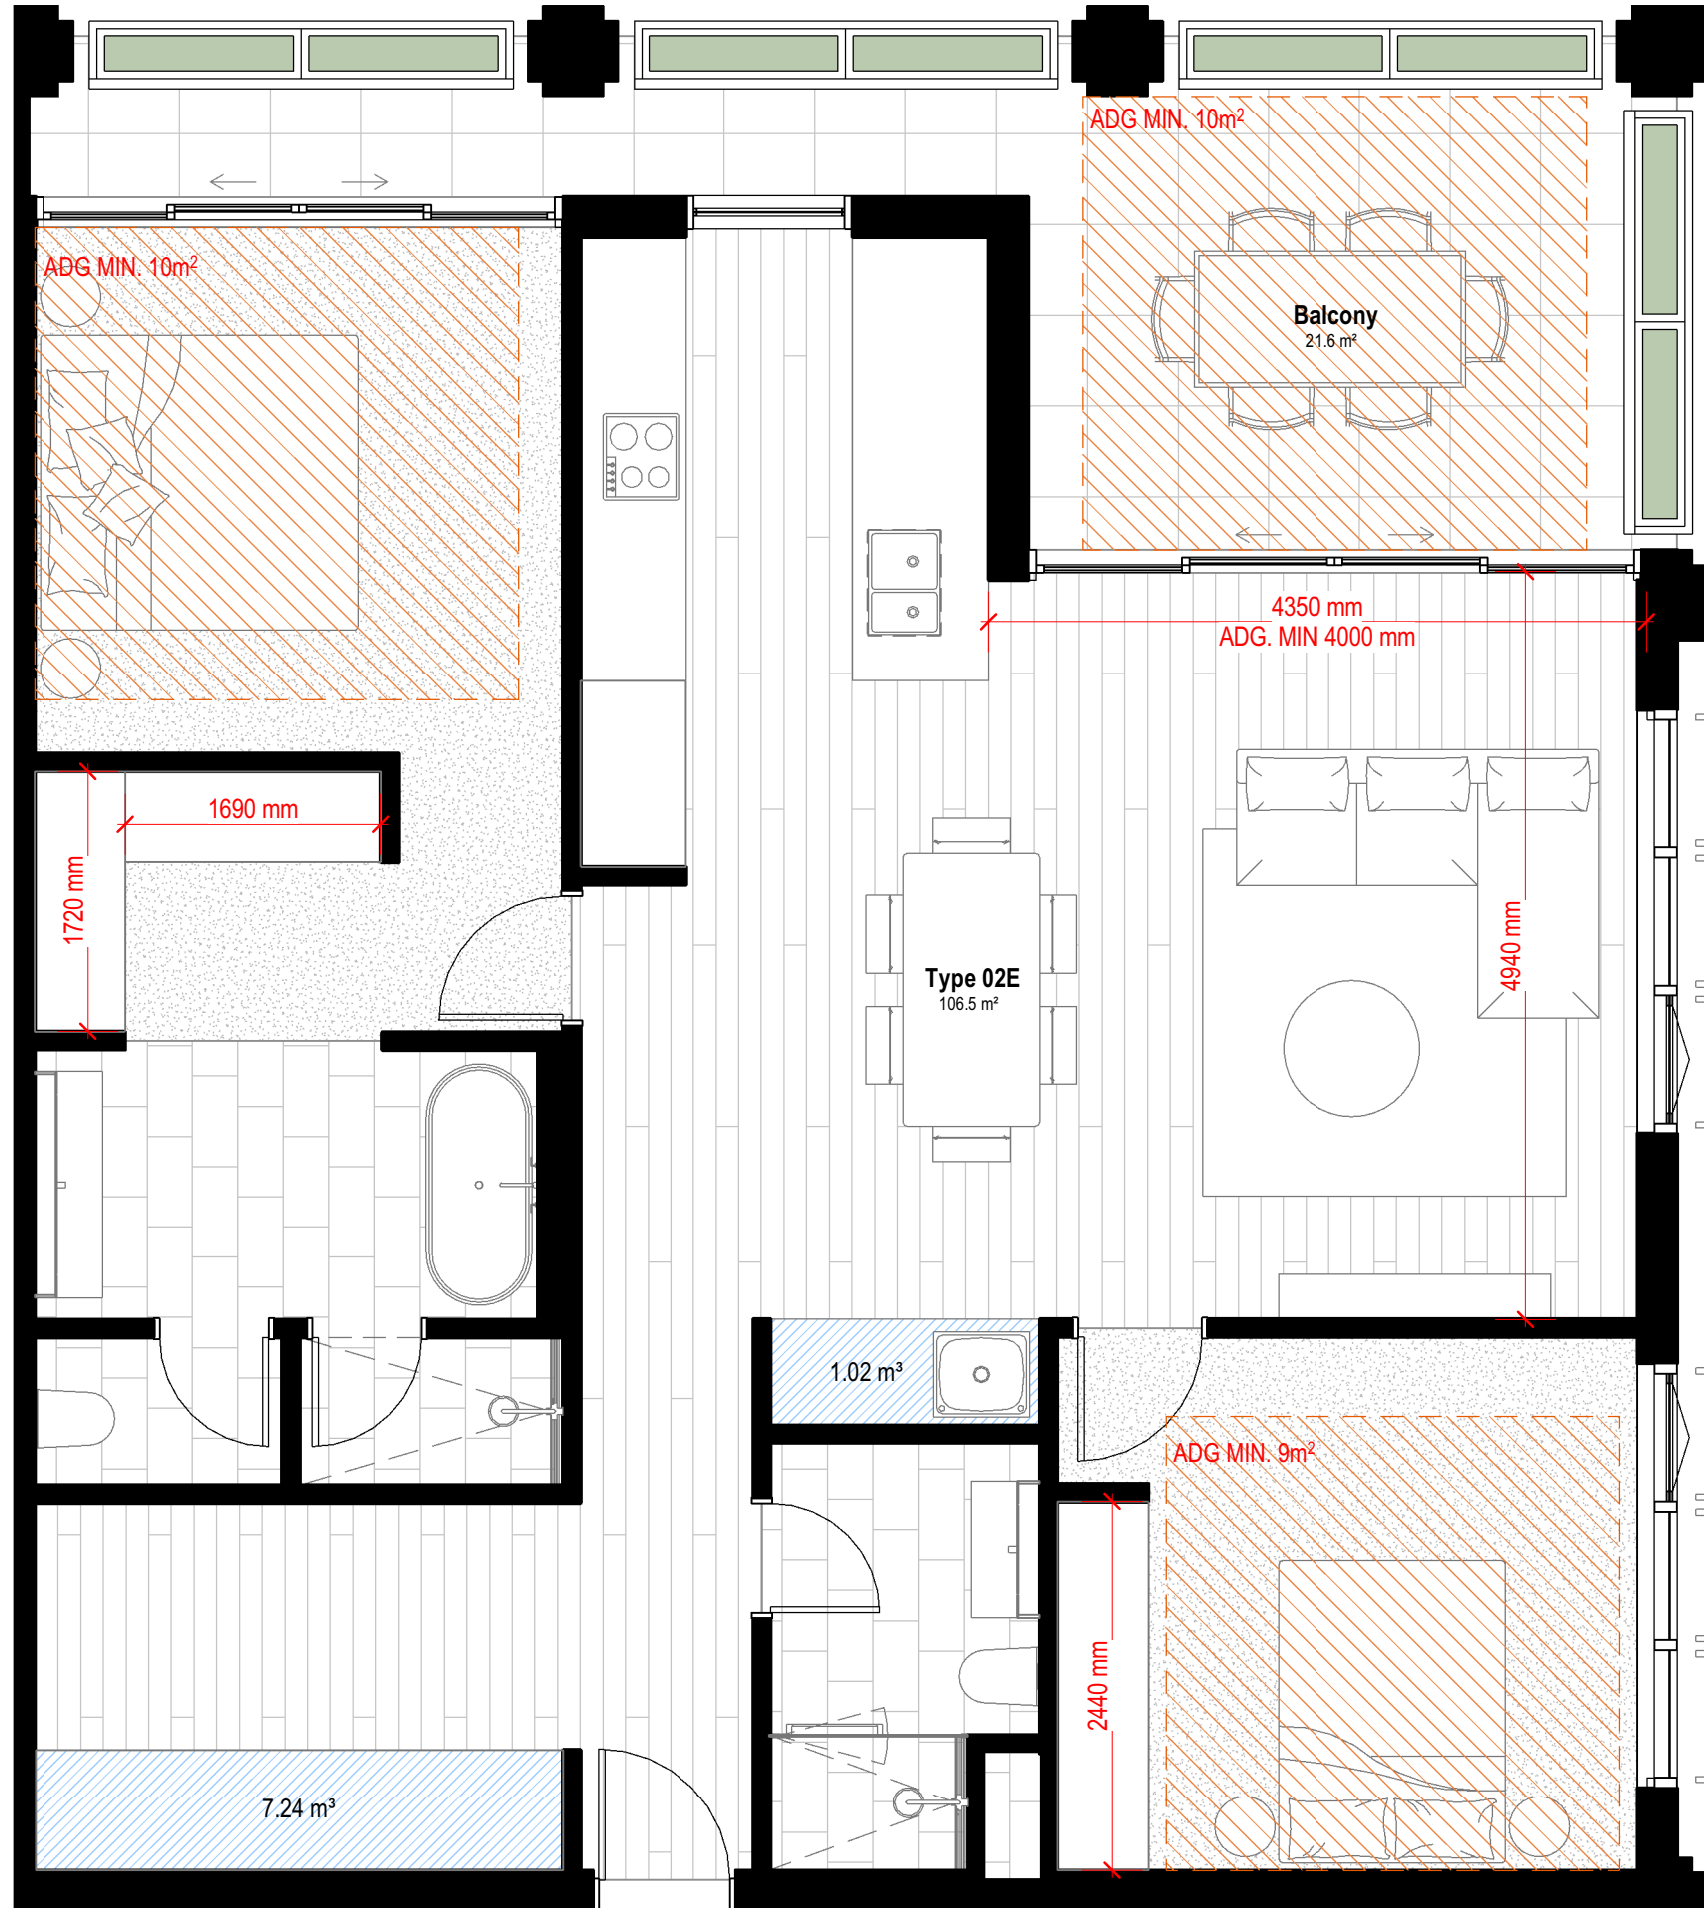 ADG MIN. 10m²
ADG MIN. 10m²
Balcony
21.6 m²
4350 mm
ADG. MIN 4000 mm
1690 mm
1720 mm
4940 mm
Type 02E
106.5 m²
1.02 m³
ADG MIN. 9m²
2440 mm
7.24 m³